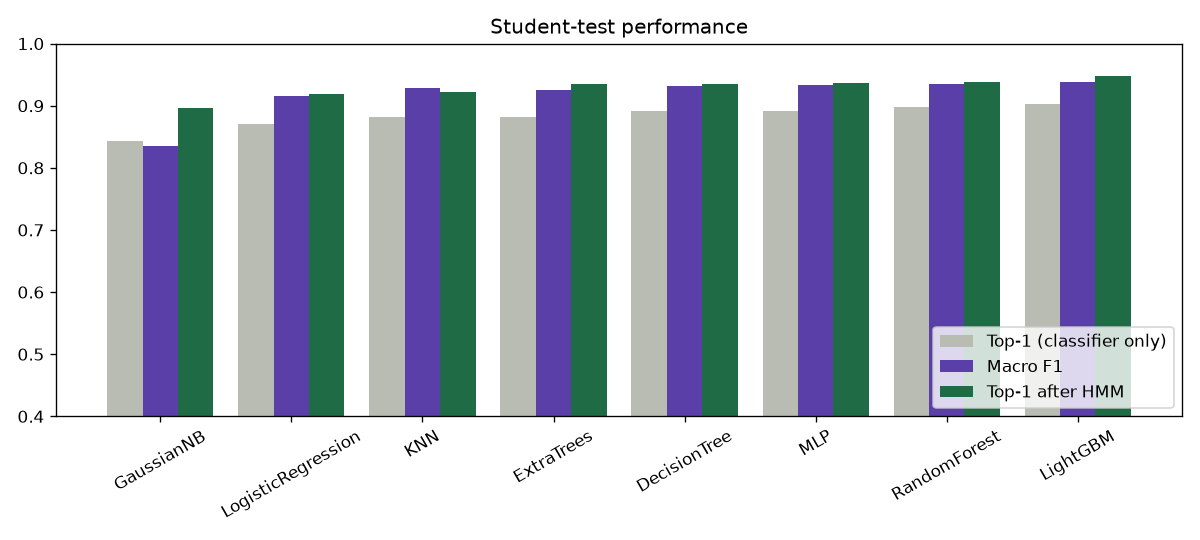 Student-test performance
1.0
0.9
0.8
0.7
0.6
0.5
0.4
Top-1 (classifier only)
Macro F1
Top-1 after HMM
GaussianNB
LogisticRegression
KNN
ExtraTrees
DecisionTree
MLP
RandomForest
LightGBM